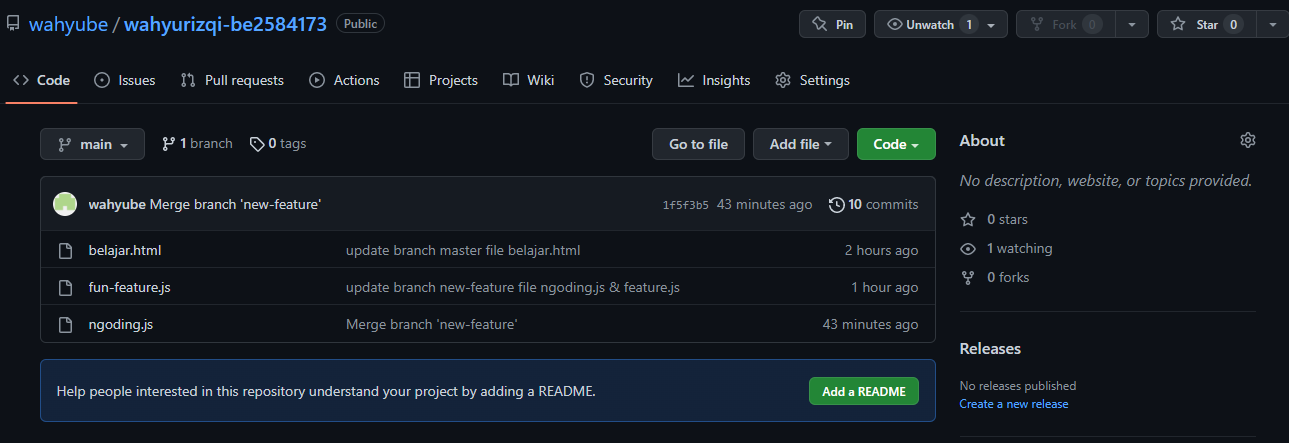 wahyube / wahyurizqi-be2584173 Public Pin Unwatch 1 Fork 0 Star 0
Code Issues Pull requests Actions Projects Wiki Security Insights Settings
main 1 branch 0 tags Go to file Add file Code
wahyube Merge branch 'new-feature' 1f5f3b5 43 minutes ago 10 commits
belajar.html update branch master file belajar.html 2 hours ago
fun-feature.js update branch new-feature file ngoding.js & feature.js 1 hour ago
ngoding.js Merge branch 'new-feature' 43 minutes ago
Help people interested in this repository understand your project by adding a README. Add a README
About
No description, website, or topics provided.
0 stars
1 watching
0 forks
Releases
No releases published
Create a new release